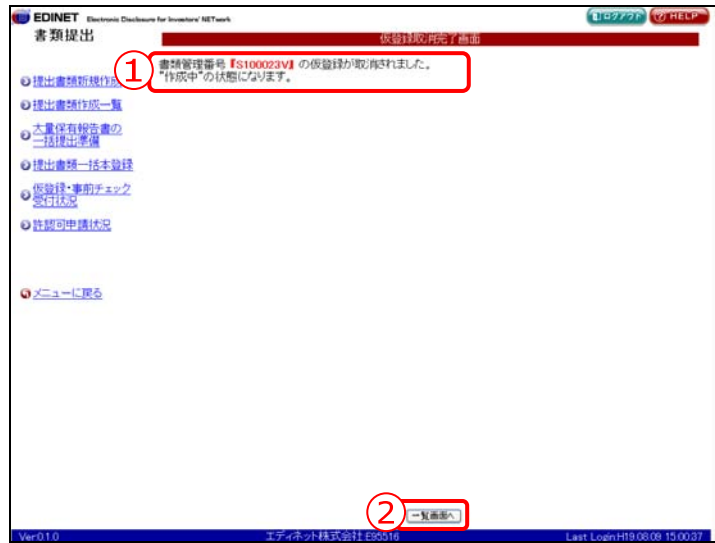 EDINET Electronic Disclosure for Investors' NETwork
ログアウト
HELP
書類提出
仮登録取消完了画面
①
書類管理番号『S100023V』の仮登録が取消されました。
"作成中"の状態になります。
提出書類新規作成
提出書類作成一覧
大量保有報告書の
一括提出準備
提出書類一括本登録
仮登録・事前チェック
受付状況
許認可申請状況
メニューに戻る
②
一覧画面へ
Ver0.1.0
エディネット株式会社 E95516
Last Login:H19.08.09 15:00:37